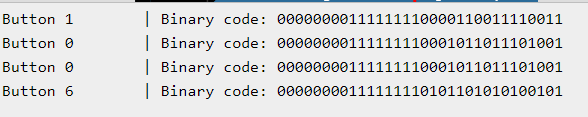 Button 1 | Binary code: 00000000111111110000110011110011
Button 0 | Binary code: 00000000111111110001011011101001
Button 0 | Binary code: 00000000111111110001011011101001
Button 6 | Binary code: 00000000111111110101101010100101